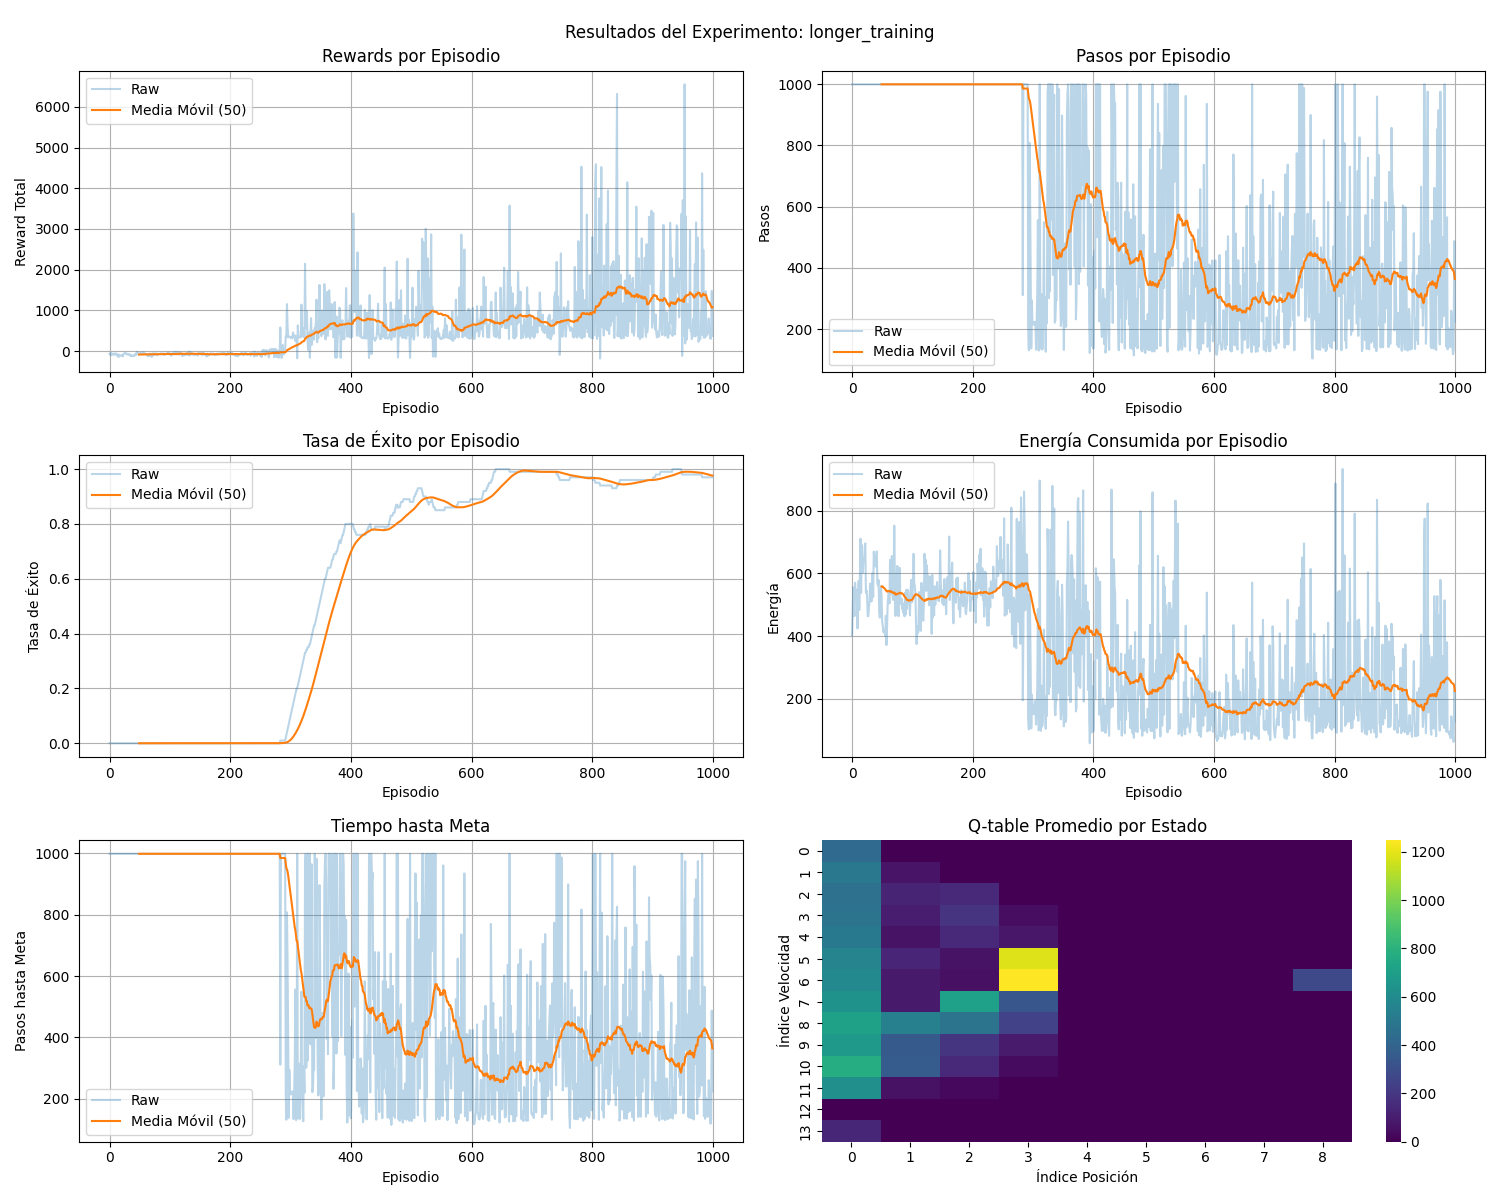 Resultados del Experimento: longer_training
Rewards por Episodio
Raw
Media Móvil (50)
6000
5000
4000
3000
2000
1000
0
Reward Total
0 200 400 600 800 1000
Episodio
Pasos por Episodio
1000
800
600
400
200
Pasos
Raw
Media Móvil (50)
0 200 400 600 800 1000
Episodio
Tasa de Éxito por Episodio
Raw
Media Móvil (50)
1.0
0.8
0.6
0.4
0.2
0.0
Tasa de Éxito
0 200 400 600 800 1000
Episodio
Energía Consumida por Episodio
Raw
Media Móvil (50)
800
600
400
200
Energía
0 200 400 600 800 1000
Episodio
Tiempo hasta Meta
1000
800
600
400
200
Pasos hasta Meta
Raw
Media Móvil (50)
0 200 400 600 800 1000
Episodio
Q-table Promedio por Estado
0
1
2
3
4
5
6
7
8
9
10
11
12
13
Índice Velocidad
0 1 2 3 4 5 6 7 8
Índice Posición
1200
1000
800
600
400
200
0